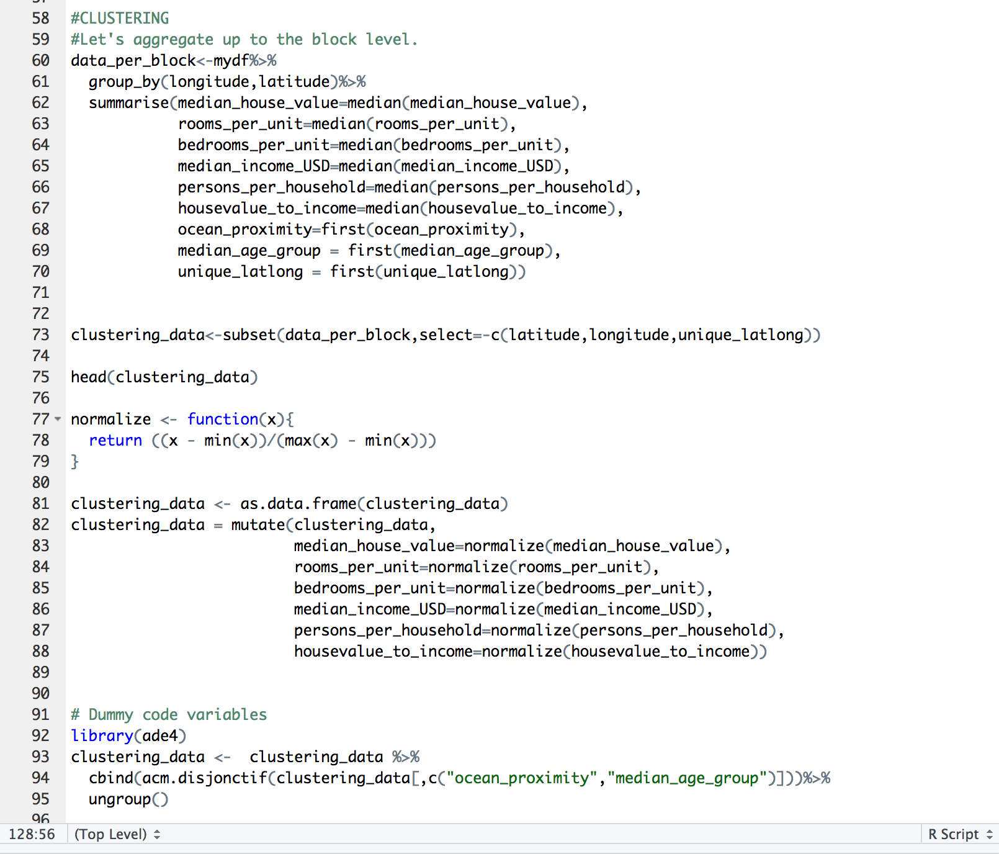 58 #CLUSTERING
59 #Let's aggregate up to the block level.
60 data_per_block<-mydf%>%
61 group_by(longitude,latitude)%>%
62 summarise(median_house_value=median(median_house_value),
63 rooms_per_unit=median(rooms_per_unit),
64 bedrooms_per_unit=median(bedrooms_per_unit),
65 median_income_USD=median(median_income_USD),
66 persons_per_household=median(persons_per_household),
67 housevalue_to_income=median(housevalue_to_income),
68 ocean_proximity=first(ocean_proximity),
69 median_age_group = first(median_age_group),
70 unique_latlong = first(unique_latlong))
71
72
73 clustering_data<-subset(data_per_block,select=-c(latitude,longitude,unique_latlong))
74
75 head(clustering_data)
76
77 normalize <- function(x){
78 return ((x - min(x))/(max(x) - min(x)))
79 }
80
81 clustering_data <- as.data.frame(clustering_data)
82 clustering_data = mutate(clustering_data,
83 median_house_value=normalize(median_house_value),
84 rooms_per_unit=normalize(rooms_per_unit),
85 bedrooms_per_unit=normalize(bedrooms_per_unit),
86 median_income_USD=normalize(median_income_USD),
87 persons_per_household=normalize(persons_per_household),
88 housevalue_to_income=normalize(housevalue_to_income))
89
90
91 # Dummy code variables
92 library(ade4)
93 clustering_data <-  clustering_data %>%
94 cbind(acm.disjonctif(clustering_data[,c("ocean_proximity","median_age_group")]))%>%
95 ungroup()
96
128:56 (Top Level) R Script